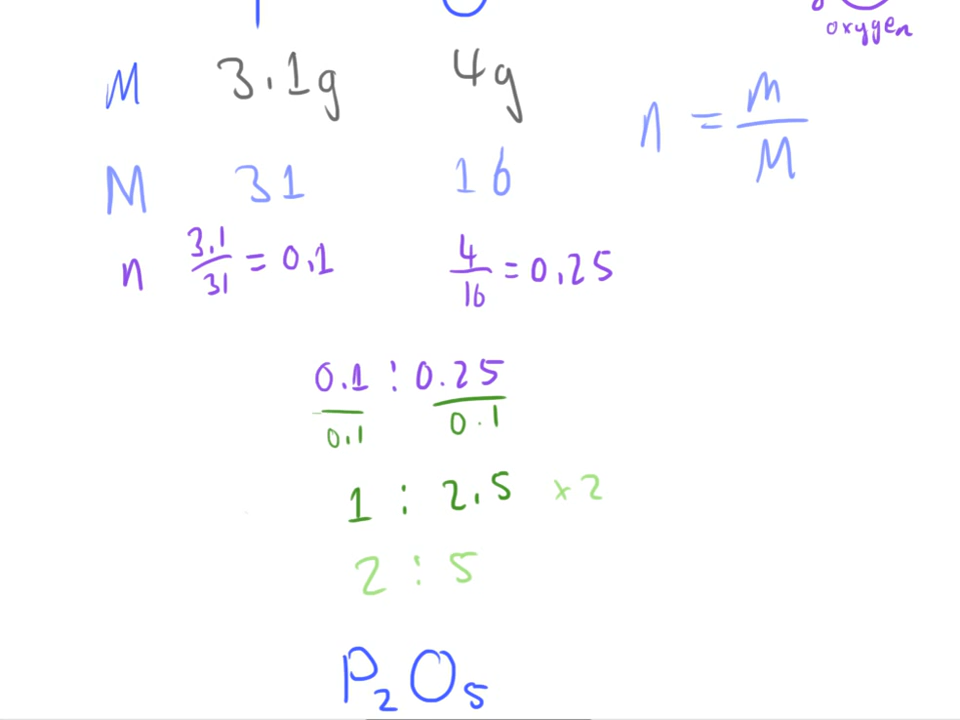 oxygen
M 3.1g 4g
n = m/M
M 31 16
n 3.1/31 = 0.1 4/16 = 0.25
0.1 : 0.25
0.1 0.1
1 : 2.5 x 2
2 : 5
P₂O₅